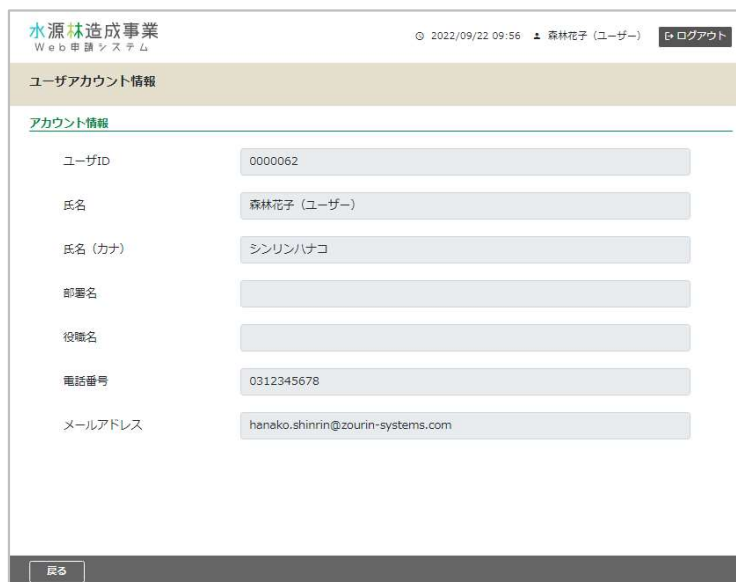 水源林造成事業
Web申請システム
2022/09/22 09:56 森林花子（ユーザー） ログアウト
ユーザアカウント情報
アカウント情報
ユーザID 0000062
氏名 森林花子（ユーザー）
氏名（カナ） シンリンハナコ
部署名
役職名
電話番号 0312345678
メールアドレス hanako.shinrin@zourin-systems.com
戻る